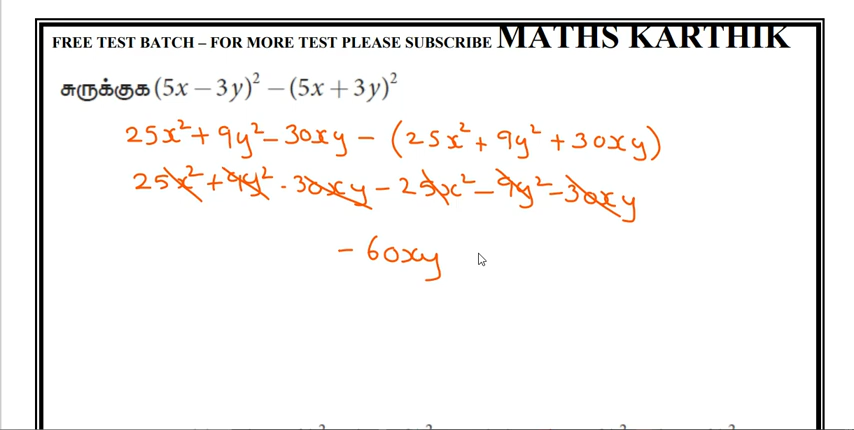 FREE TEST BATCH – FOR MORE TEST PLEASE SUBSCRIBE MATHS KARTHIK
சுருக்குக (5x − 3y)² − (5x + 3y)²
25x² + 9y² − 30xy − (25x² + 9y² + 30xy)
25x² + 9y² - 30xy − 25x² − 9y² − 30xy
− 60xy